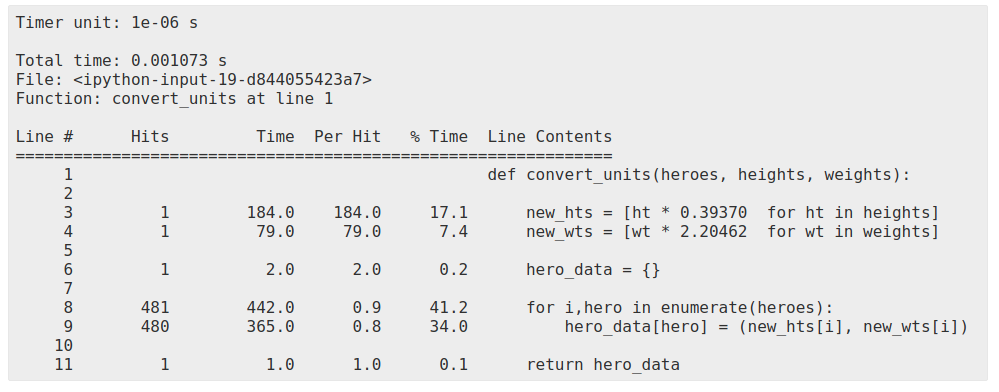 Timer unit: 1e-06 s
Total time: 0.001073 s
File: <ipython-input-19-d844055423a7>
Function: convert_units at line 1
Line #      Hits         Time  Per Hit   % Time  Line Contents
==============================================================
     1                                           def convert_units(heroes, heights, weights):
     2
     3         1        184.0    184.0     17.1      new_hts = [ht * 0.39370  for ht in heights]
     4         1         79.0     79.0      7.4      new_wts = [wt * 2.20462  for wt in weights]
     5
     6         1          2.0      2.0      0.2      hero_data = {}
     7
     8       481        442.0      0.9     41.2      for i,hero in enumerate(heroes):
     9       480        365.0      0.8     34.0          hero_data[hero] = (new_hts[i], new_wts[i])
    10
    11         1          1.0      1.0      0.1      return hero_data